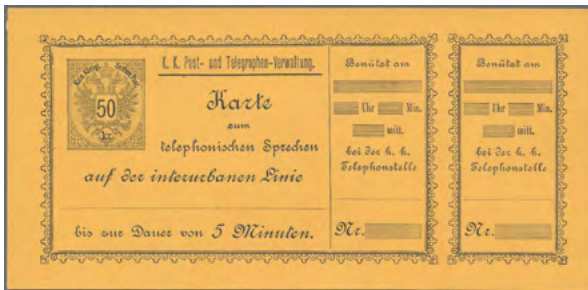 50
kr.
K. K. Post- und Telegraphen-Verwaltung.
Karte
zum
telephonischen Sprechen
auf der interurbanen Linie
bis zur Dauer von 5 Minuten.
Benützt am
Uhr Min.
mitt.
bei der k. k.
Telephonstelle
Nr.
Benützt am
Uhr Min.
mitt.
bei der k. k.
Telephonstelle
Nr.